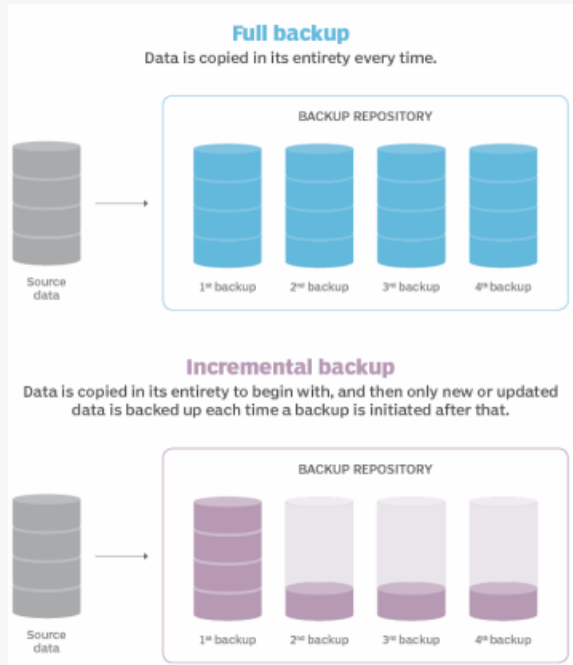 Full backup
Data is copied in its entirety every time.
BACKUP REPOSITORY
Source
data
1st backup
2nd backup
3rd backup
4th backup
Incremental backup
Data is copied in its entirety to begin with, and then only new or updated
data is backed up each time a backup is initiated after that.
BACKUP REPOSITORY
Source
data
1st backup
2nd backup
3rd backup
4th backup